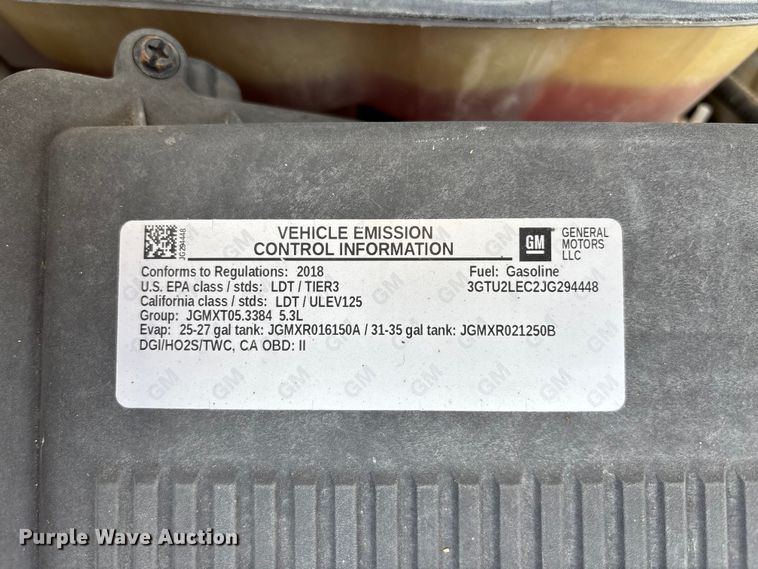 JG294448
VEHICLE EMISSION
CONTROL INFORMATION
GM
GENERAL
MOTORS
LLC
Conforms to Regulations: 2018
Fuel: Gasoline
U.S. EPA class / stds: LDT / TIER3
3GTU2LEC2JG294448
California class / stds: LDT / ULEV125
Group: JGMXT05.3384 5.3L
Evap: 25-27 gal tank: JGMXR016150A / 31-35 gal tank: JGMXR021250B
DGI/HO2S/TWC, CA OBD: II
Purple Wave Auction